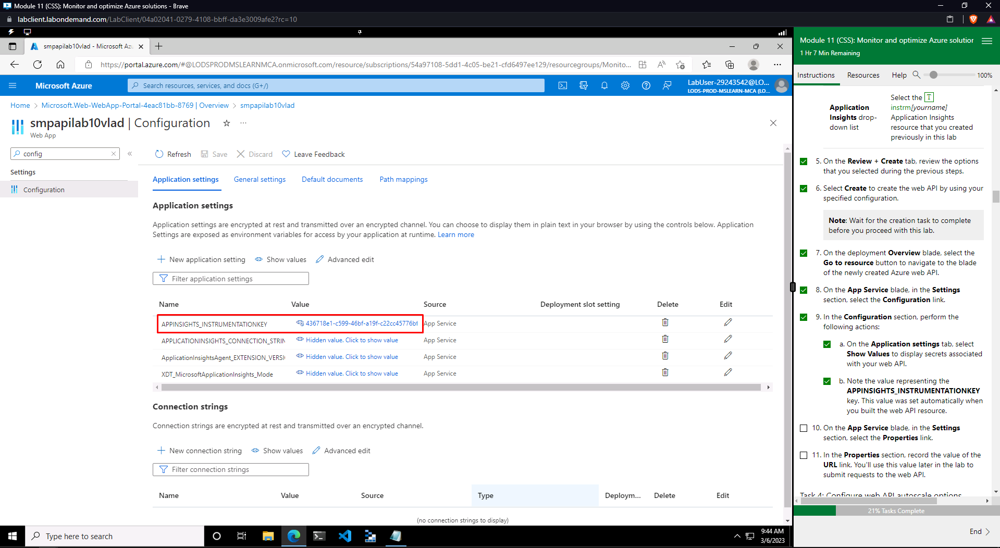 Module 11 (CSS): Monitor and optimize Azure solutions - Brave
labclient.labondemand.com/LabClient/04a02041-0279-4108-bbff-da3e3009afe2?rc=10
smpapilab10vlad - Microsoft Azu
https://portal.azure.com/#@LODSPRODMSLEARNMCA.onmicrosoft.com/resource/subscriptions/54a97108-5dd1-4c05-be21-cfd6497ee129/resourcegroups/Monito...
Microsoft Azure
Search resources, services, and docs (G+/)
LabUser-29243542@LO...
LODS-PROD-MSLEARN-MCA (LO...
Home > Microsoft.Web-WebApp-Portal-4eac81bb-8769 | Overview > smpapilab10vlad
smpapilab10vlad | Configuration
Web App
config
Settings
Configuration
Refresh Save Discard Leave Feedback
Application settings General settings Default documents Path mappings
Application settings
Application settings are encrypted at rest and transmitted over an encrypted channel. You can choose to display them in plain text in your browser by using the controls below. Application
Settings are exposed as environment variables for access by your application at runtime. Learn more
New application setting Show values Advanced edit
Filter application settings
Name Value Source Deployment slot setting Delete Edit
APPINSIGHTS_INSTRUMENTATIONKEY 436718e1-c599-46bf-a19f-c22cc45776bf App Service
APPLICATIONINSIGHTS_CONNECTION_STRIN Hidden value. Click to show value App Service
ApplicationInsightsAgent_EXTENSION_VERSI Hidden value. Click to show value App Service
XDT_MicrosoftApplicationInsights_Mode Hidden value. Click to show value App Service
Connection strings
Connection strings are encrypted at rest and transmitted over an encrypted channel.
New connection string Show values Advanced edit
Filter connection strings
Name Value Source Type Deploym... Delete Edit
(no connection strings to display)
Type here to search
9:44 AM
3/6/2023
Module 11 (CSS): Monitor and optimize Azure solution
1 Hr 7 Min Remaining
Instructions Resources Help 100%
Application
Insights drop-
down list
Select the T
instrm[yourname]
Application Insights
resource that you created
previously in this lab
5. On the Review + Create tab, review the options
that you selected during the previous steps.
6. Select Create to create the web API by using your
specified configuration.
Note: Wait for the creation task to complete
before you proceed with this lab.
7. On the deployment Overview blade, select the
Go to resource button to navigate to the blade
of the newly created Azure web API.
8. On the App Service blade, in the Settings
section, select the Configuration link.
9. In the Configuration section, perform the
following actions:
a. On the Application settings tab, select
Show Values to display secrets associated
with your web API.
b. Note the value representing the
APPINSIGHTS_INSTRUMENTATIONKEY
key. This value was set automatically when
you built the web API resource.
10. On the App Service blade, in the Settings
section, select the Properties link.
11. In the Properties section, record the value of the
URL link. You'll use this value later in the lab to
submit requests to the web API.
Task 4: Configure web API autoscale options
21% Tasks Complete
End